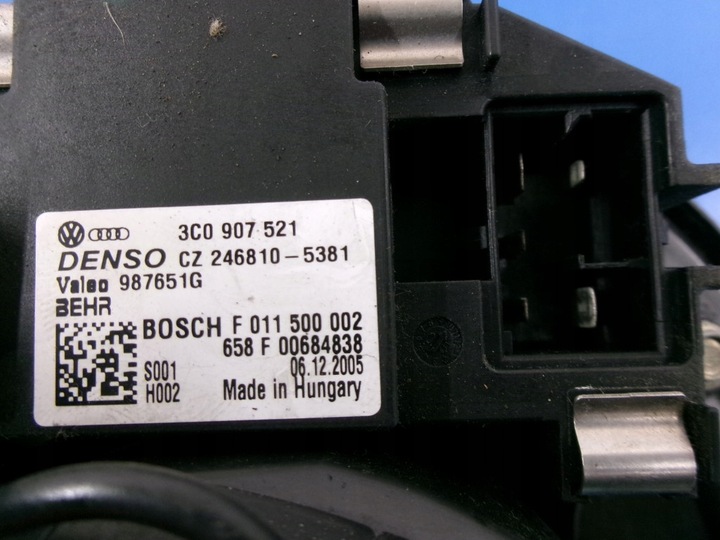 3C0 907 521
DENSO CZ 246810-5381
Valeo 987651G
BEHR
BOSCH F 011 500 002
658 F 00684838
S001 06.12.2005
H002 Made in Hungary